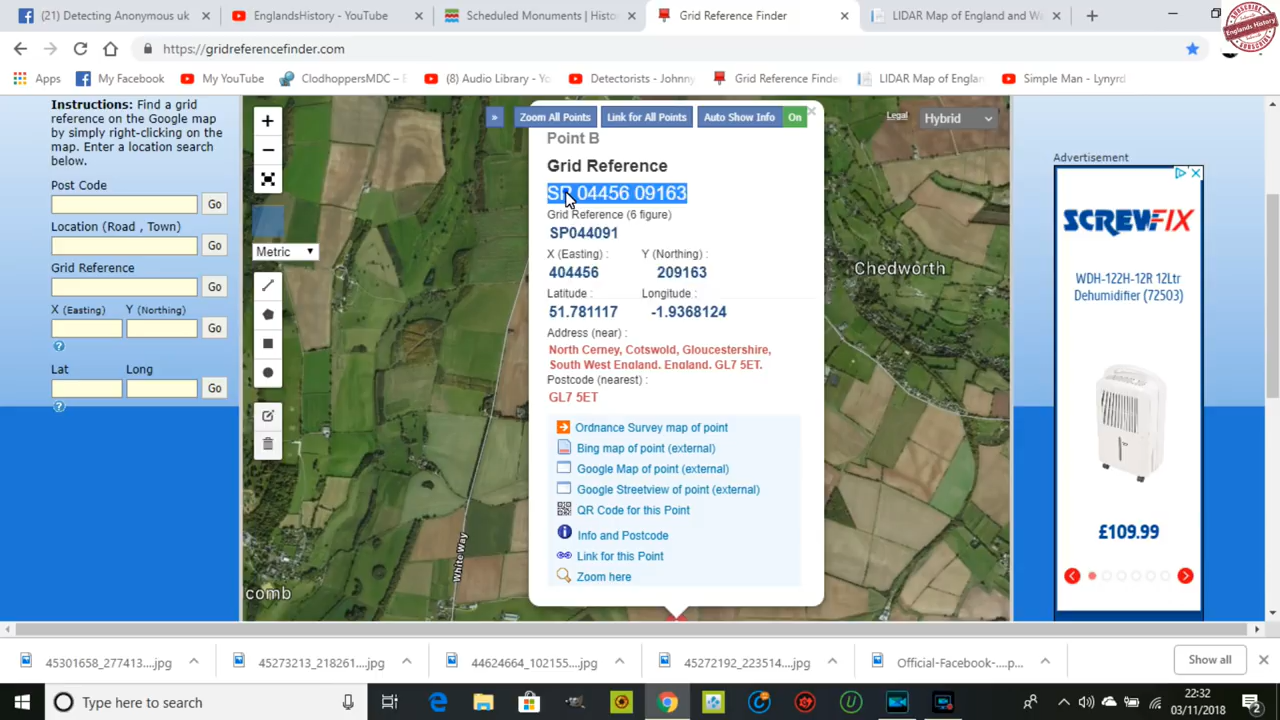 (21) Detecting Anonymous uk
EnglandsHistory - YouTube
Scheduled Monuments | Histo
Grid Reference Finder
LIDAR Map of England and Wa
SUBSCRIBE
Englands History
SUBSCRIBE
https://gridreferencefinder.com
Apps
My Facebook
My YouTube
ClodhoppersMDC – E
(8) Audio Library - Yo
Detectorists - Johnny
Grid Reference Finde
LIDAR Map of Englan
Simple Man - Lynyrd
Instructions: Find a grid
reference from the Google map
by simply right-clicking on the
map. Enter a location search
below.
Post Code
Go
Location (Road , Town)
Go
Grid Reference
Go
X (Easting) Y (Northing)
Go
Lat Long
Go
Metric
» Zoom All Points Link for All Points Auto Show Info On
Legal
Hybrid
Point B
Grid Reference
SP 04456 09163
Grid Reference (6 figure)
SP044091
X (Easting) : Y (Northing) :
404456 209163
Latitude : Longitude :
51.781117 -1.9368124
Address (near) :
North Cerney, Cotswold, Gloucestershire,
South West England, England, GL7 5ET.
Postcode (nearest) :
GL7 5ET
Ordnance Survey map of point
Bing map of point (external)
Google Map of point (external)
Google Streetview of point (external)
QR Code for this Point
Info and Postcode
Link for this Point
Zoom here
Chedworth
White Way
comb
Advertisement
SCREWFIX
WDH-122H-12R 12Ltr
Dehumidifier (72503)
£109.99
45301658_277413....jpg
45273213_218261....jpg
44624664_102155....jpg
45272192_223514....jpg
Official-Facebook-....p...
Show all
Type here to search
22:32
03/11/2018
2